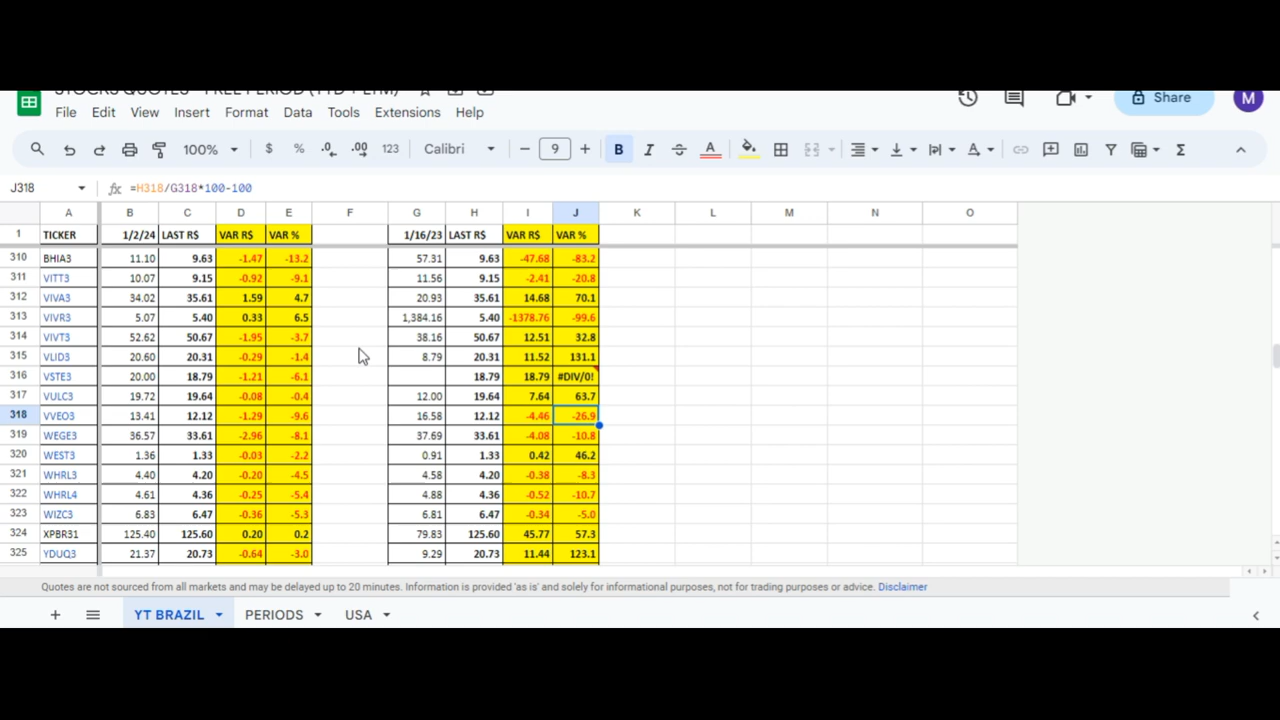 STOCKS QUOTES - FREE PERIOD (YTD + LTM)
File Edit View Insert Format Data Tools Extensions Help Share M
100% $ % .0 .00 123 Calibri 9 B I A Σ
J318 fx =H318/G318*100-100
A B C D E F G H I J K L M N O
1 TICKER 1/2/24 LAST R$ VAR R$ VAR % 1/16/23 LAST R$ VAR R$ VAR %
310 BHIA3 11.10 9.63 -1.47 -13.2 57.31 9.63 -47.68 -83.2
311 VITT3 10.07 9.15 -0.92 -9.1 11.56 9.15 -2.41 -20.8
312 VIVA3 34.02 35.61 1.59 4.7 20.93 35.61 14.68 70.1
313 VIVR3 5.07 5.40 0.33 6.5 1,384.16 5.40 -1378.76 -99.6
314 VIVT3 52.62 50.67 -1.95 -3.7 38.16 50.67 12.51 32.8
315 VLID3 20.60 20.31 -0.29 -1.4 8.79 20.31 11.52 131.1
316 VSTE3 20.00 18.79 -1.21 -6.1 18.79 18.79 #DIV/0!
317 VULC3 19.72 19.64 -0.08 -0.4 12.00 19.64 7.64 63.7
318 VVEO3 13.41 12.12 -1.29 -9.6 16.58 12.12 -4.46 -26.9
319 WEGE3 36.57 33.61 -2.96 -8.1 37.69 33.61 -4.08 -10.8
320 WEST3 1.36 1.33 -0.03 -2.2 0.91 1.33 0.42 46.2
321 WHRL3 4.40 4.20 -0.20 -4.5 4.58 4.20 -0.38 -8.3
322 WHRL4 4.61 4.36 -0.25 -5.4 4.88 4.36 -0.52 -10.7
323 WIZC3 6.83 6.47 -0.36 -5.3 6.81 6.47 -0.34 -5.0
324 XPBR31 125.40 125.60 0.20 0.2 79.83 125.60 45.77 57.3
325 YDUQ3 21.37 20.73 -0.64 -3.0 9.29 20.73 11.44 123.1
Quotes are not sourced from all markets and may be delayed up to 20 minutes. Information is provided 'as is' and solely for informational purposes, not for trading purposes or advice. Disclaimer
YT BRAZIL PERIODS USA